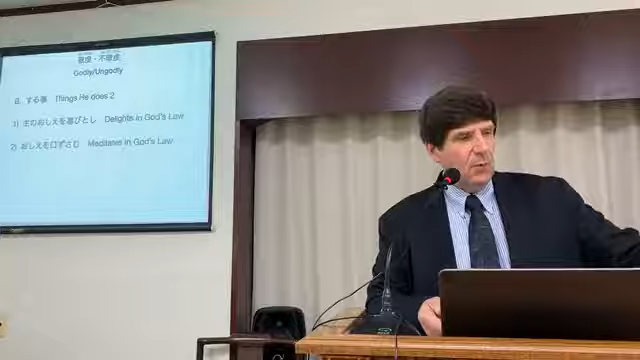 敬虔・不敬虔
Godly/Ungodly
B. する事 Things He does 2
1) 主のおしえを喜びとし Delights in God's Law
2) おしえを口ずさむ Meditates in God's Law